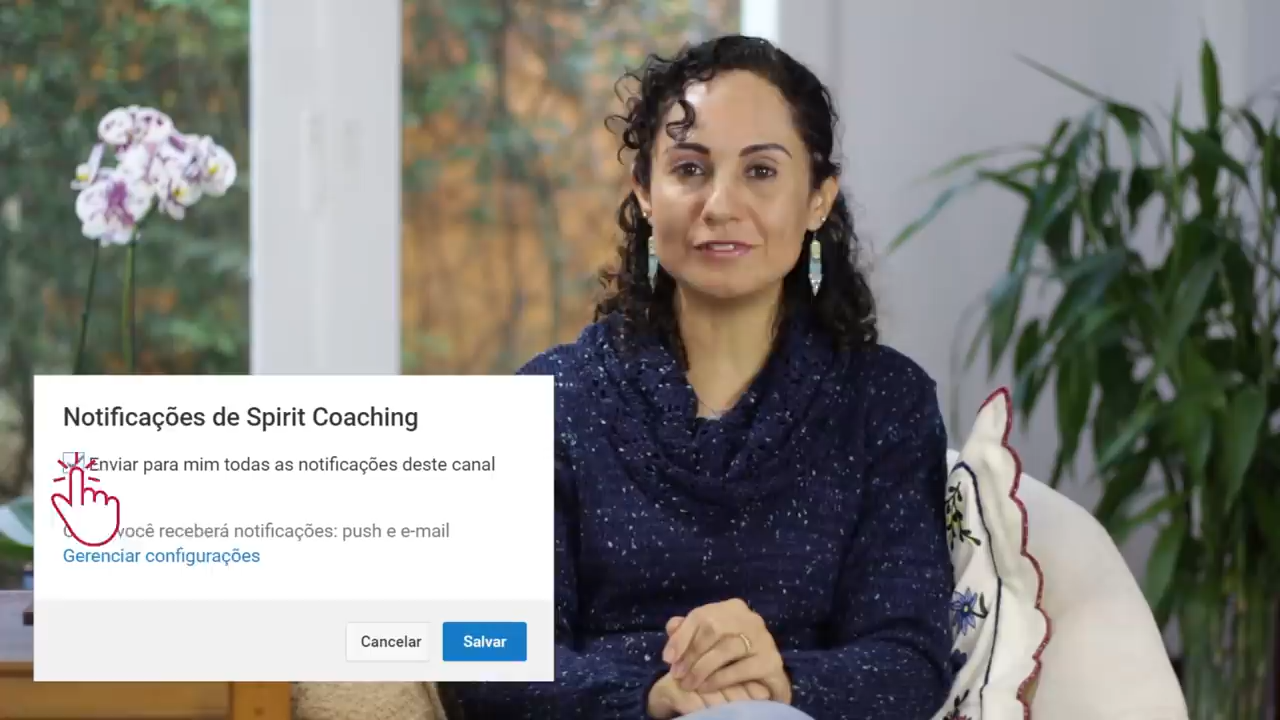 Notificações de Spirit Coaching
Enviar para mim todas as notificações deste canal
você receberá notificações: push e e-mail
Gerenciar configurações
Cancelar
Salvar